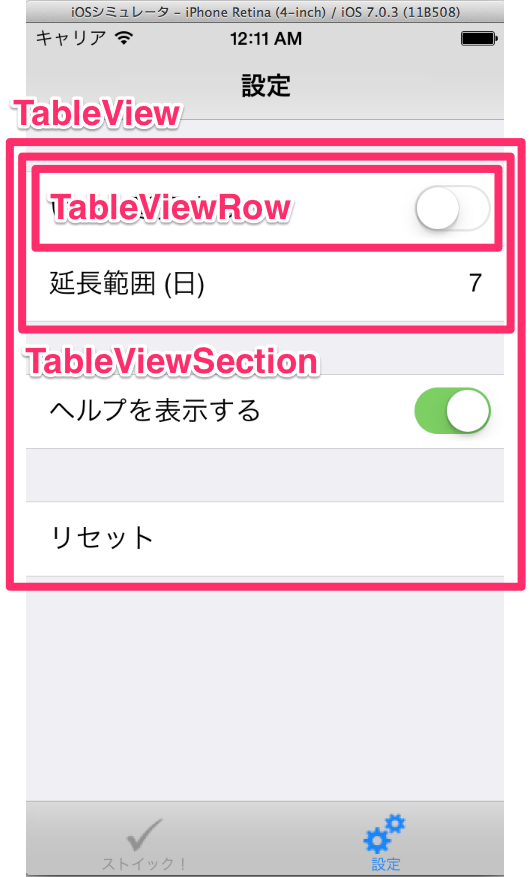 iOSシミュレータ – iPhone Retina (4-inch) / iOS 7.0.3 (11B508)
キャリア 12:11 AM
設定
TableView
TableViewRow
延長範囲 (日) 7
TableViewSection
ヘルプを表示する
リセット
ストイック！ 設定